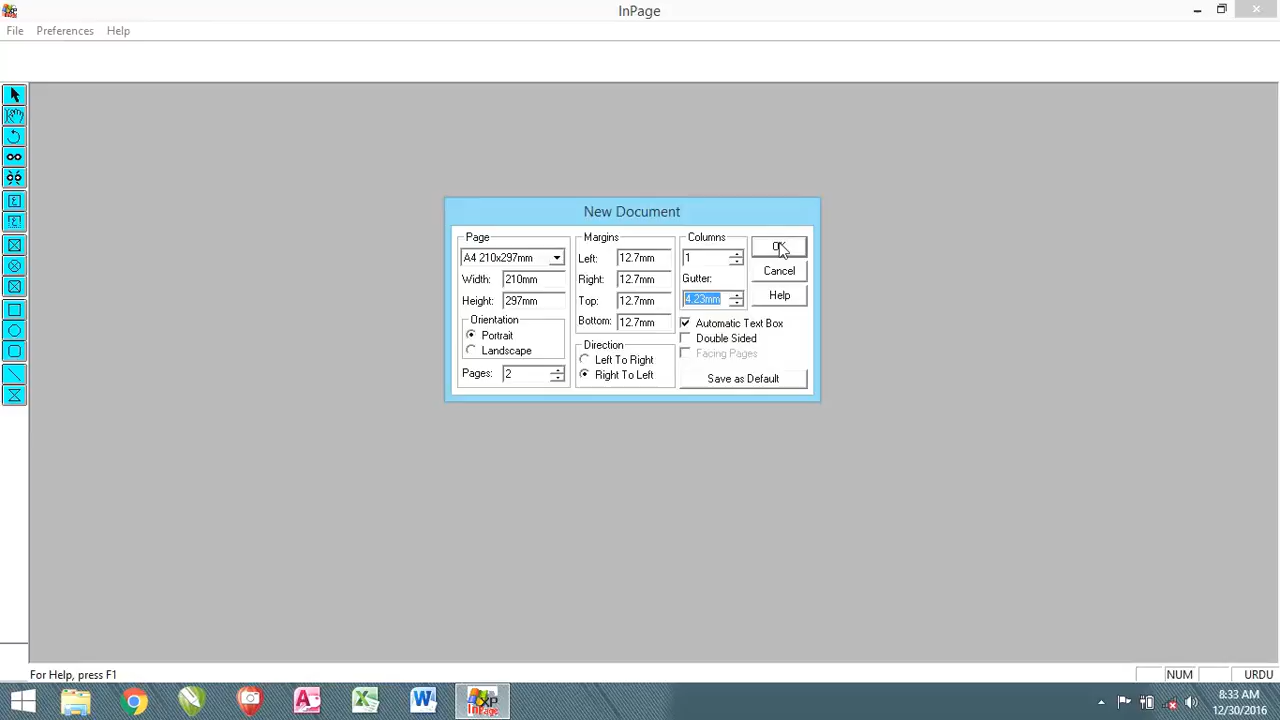 InPage
File Preferences Help
New Document
Page
A4 210x297mm
Width: 210mm
Height: 297mm
Orientation
Portrait
Landscape
Pages: 2
Margins
Left: 12.7mm
Right: 12.7mm
Top: 12.7mm
Bottom: 12.7mm
Direction
Left To Right
Right To Left
Columns
1
Gutter:
4.23mm
Automatic Text Box
Double Sided
Facing Pages
Save as Default
OK
Cancel
Help
For Help, press F1
NUM
URDU
XP
InPage
8:33 AM
12/30/2016